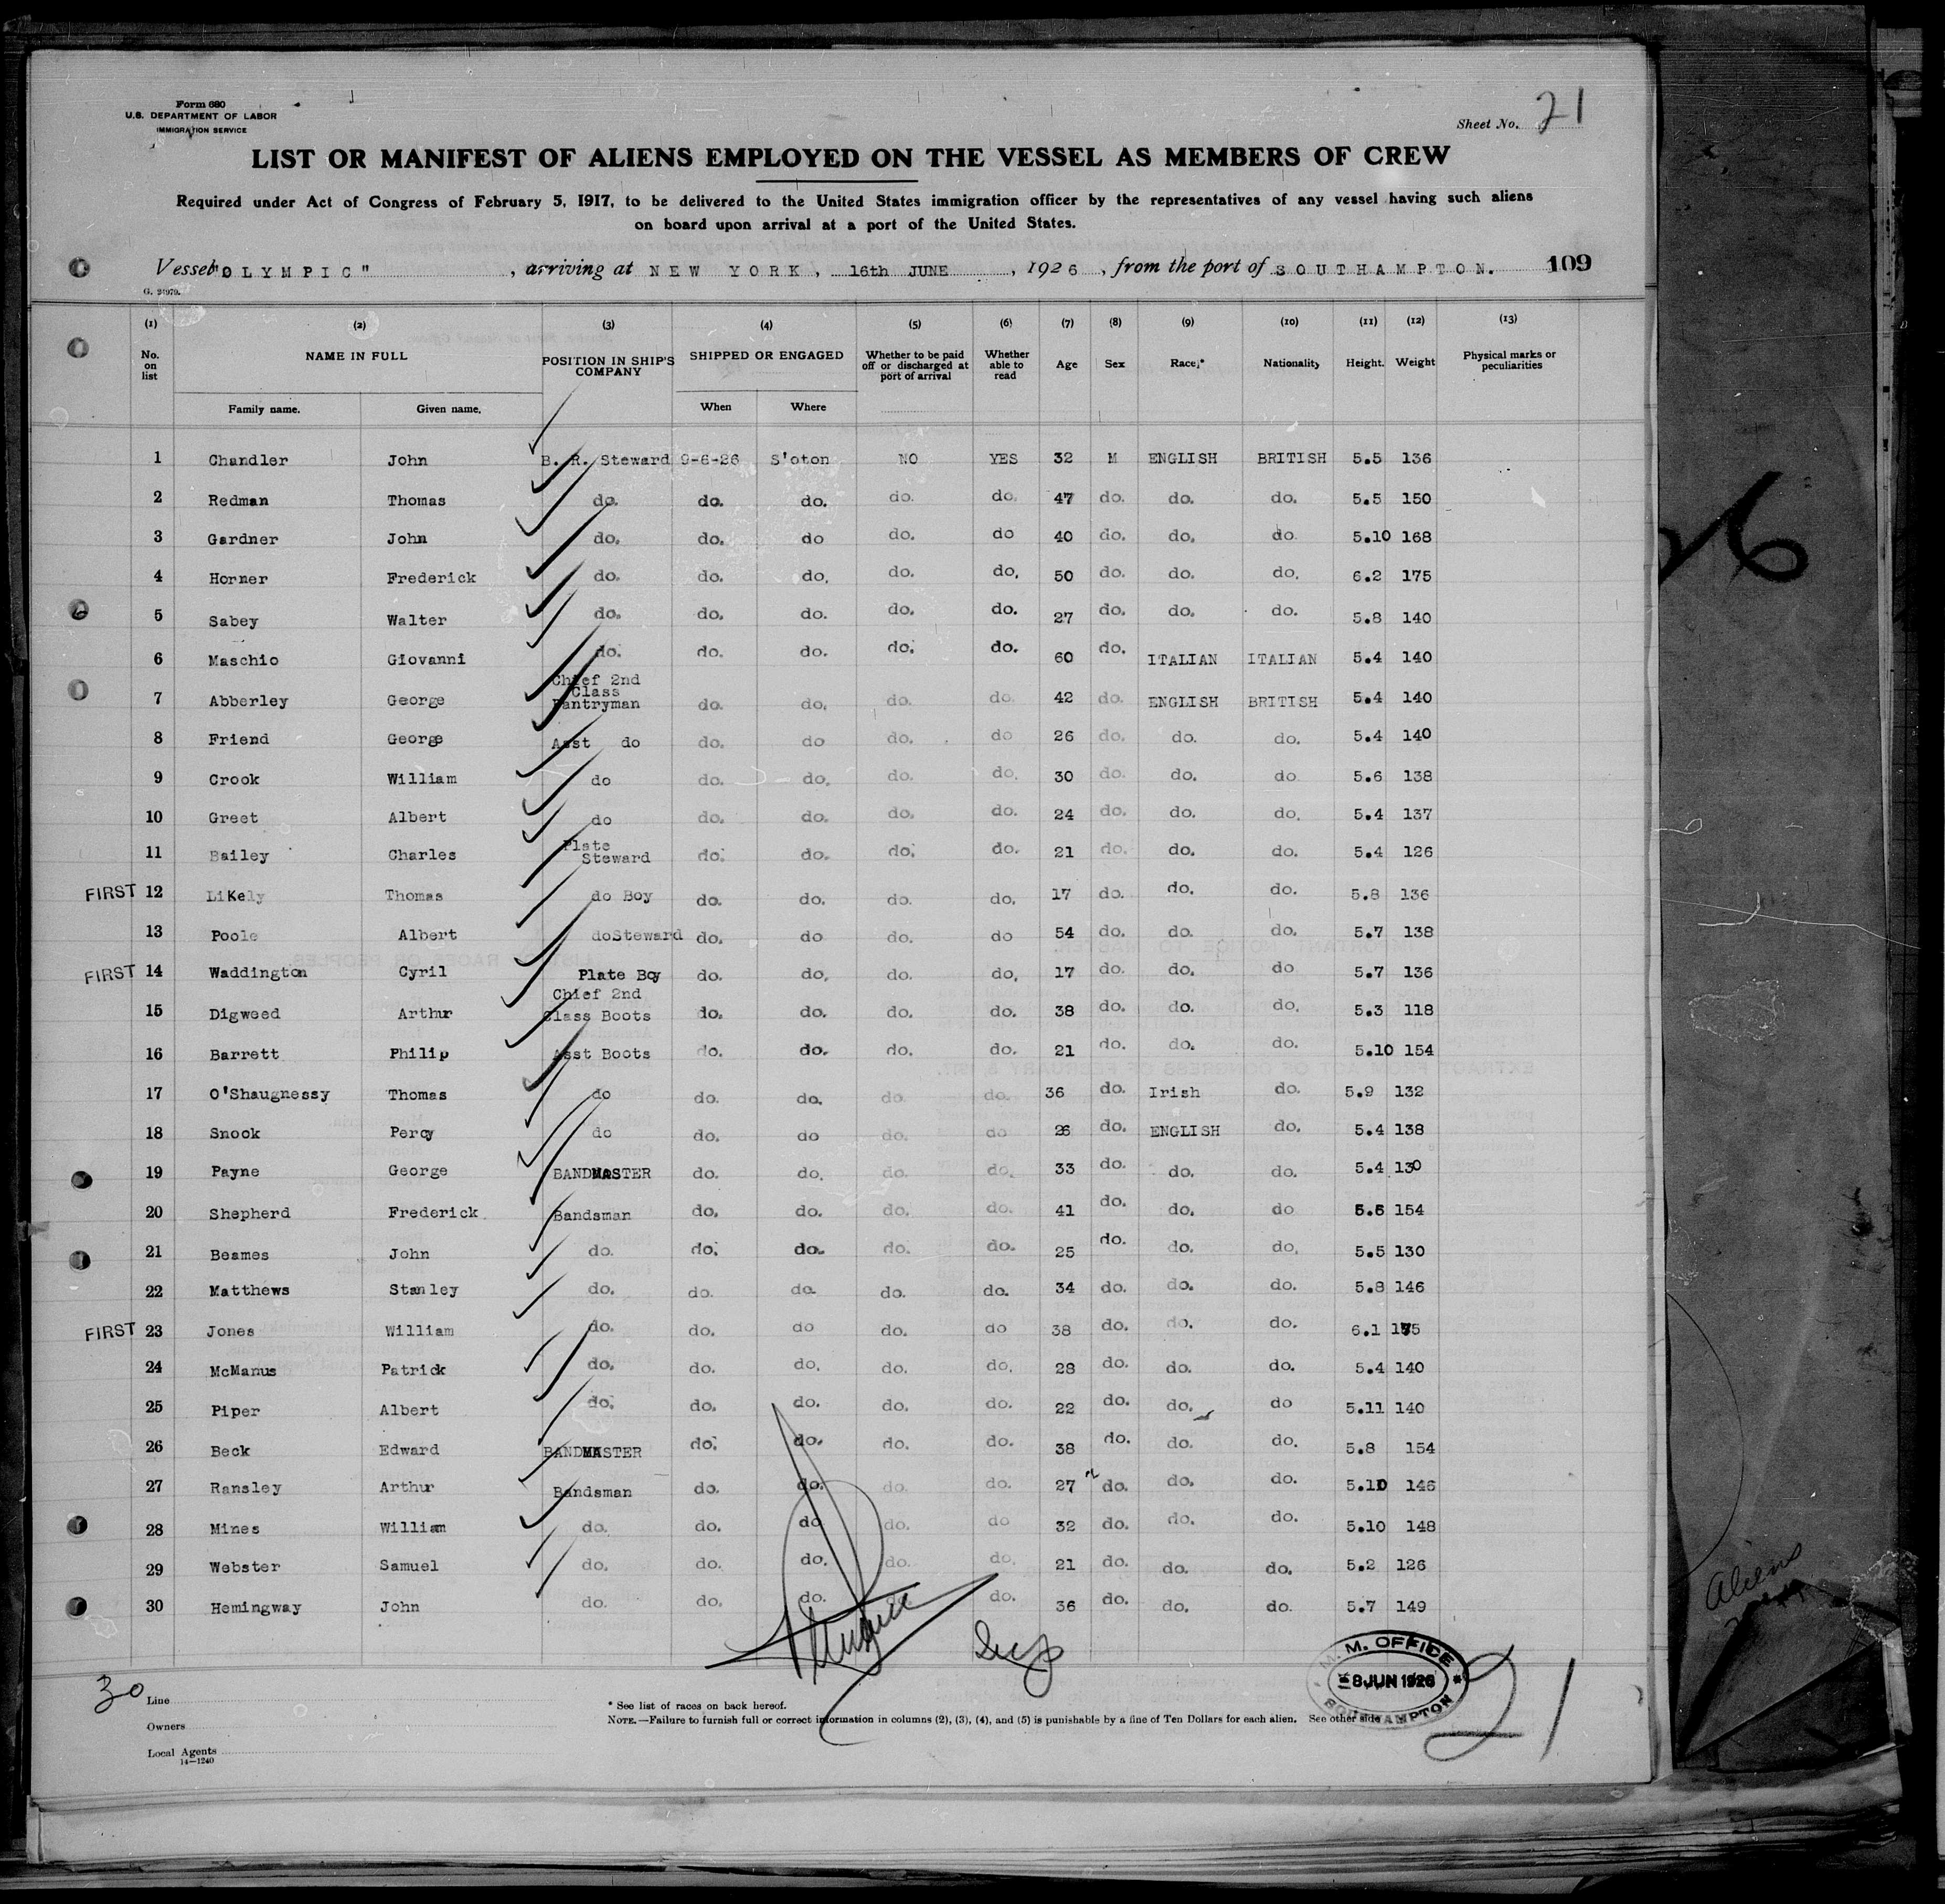 Form 680
U.S. DEPARTMENT OF LABOR
IMMIGRATION SERVICE
Sheet No. 21
LIST OR MANIFEST OF ALIENS EMPLOYED ON THE VESSEL AS MEMBERS OF CREW
Required under Act of Congress of February 5, 1917, to be delivered to the United States immigration officer by the representatives of any vessel having such aliens
on board upon arrival at a port of the United States.
Vessel "OLYMPIC", arriving at NEW YORK, 16th JUNE, 1926, from the port of SOUTHAMPTON. 109
(1) (2) (3) (4) (5) (6) (7) (8) (9) (10) (11) (12) (13)
No. on list NAME IN FULL POSITION IN SHIP'S COMPANY SHIPPED OR ENGAGED Whether to be paid off or discharged at port of arrival Whether able to read Age Sex Race,* Nationality Height. Weight Physical marks or peculiarities
Family name. Given name. When Where
1 Chandler John B. R. Steward 9-6-26 S'oton NO YES 32 M ENGLISH BRITISH 5.5 136
2 Redman Thomas do. do. do. do. do. 47 do. do. do. 5.5 150
3 Gardner John do. do. do do. do 40 do. do. do. 5.10 168
4 Horner Frederick do. do. do. do. do. 50 do. do. do. 6.2 175
5 Sabey Walter do. do. do. do. do. 27 do. do. do. 5.8 140
6 Maschio Giovanni do. do. do. do. do. 60 do. ITALIAN ITALIAN 5.4 140
7 Abberley George Chief 2nd Class Pantryman do. do. do. do. 42 do. ENGLISH BRITISH 5.4 140
8 Friend George Asst do do. do do. do 26 do. do. do. 5.4 140
9 Crook William do do. do. do. do. 30 do. do. do 5.6 138
10 Greet Albert do do. do. do. do. 24 do. do. do. 5.4 137
11 Bailey Charles Plate Steward do. do. do. do. 21 do. do. do. 5.4 126
FIRST 12 LiKely Thomas do Boy do. do. do. do. 17 do. do. do. 5.8 136
13 Poole Albert doSteward do. do do. do 54 do. do. do. 5.7 138
FIRST 14 Waddington Cyril Plate Boy do. do. do. do. 17 do. do. do 5.7 136
15 Digweed Arthur Chief 2nd Class Boots do. do. do. do. 38 do. do. do. 5.3 118
16 Barrett Philip Asst Boots do. do. do. do. 21 do. do. do. 5.10 154
17 O'Shaugnessy Thomas do do. do. do. do. 36 do. Irish do. 5.9 132
18 Snook Percy do do. do do. do 26 do. ENGLISH do. 5.4 138
19 Payne George BANDMASTER do. do. do. do. 33 do. do. do. 5.4 130
20 Shepherd Frederick Bandsman do. do. do. do. 41 do. do. do 154
21 Beames John do. do. do. do. do. 25 do. do. do. 5.5 130
22 Matthews Stanley do. do. do. do. do. 34 do. do. do. 5.8 146
FIRST 23 Jones William do. do. do do. do 38 do. do. do. 6.1
24 McManus Patrick do. do. do. do. do. 28 do. do. do. 5.4 140
25 Piper Albert do. do. do. do. do. 22 do. do. do 5.11 140
26 Beck Edward BANDMASTER do. do. do. do. 38 do. do. do. 5.8 154
27 Ransley Arthur Bandsman do. do. do. do. 27 do. do. do. 146
28 Mines William do. do. do do. do 32 do. do. do. 5.10 148
29 Webster Samuel do. do. do. do. do. 21 do. do. do. 5.2 126
30 Hemingway John do. do. do. do. do. 36 do. do. do. 5.7 149
30
Line
Owners
Local Agents
14—1240
* See list of races on back hereof.
NOTE.—Failure to furnish full or correct information in columns (2), (3), (4), and (5) is punishable by a fine of Ten Dollars for each alien. See other side
M. M. OFFICE
8 JUN 1926
SOUTHAMPTON
21
G. 24979.
Aliens